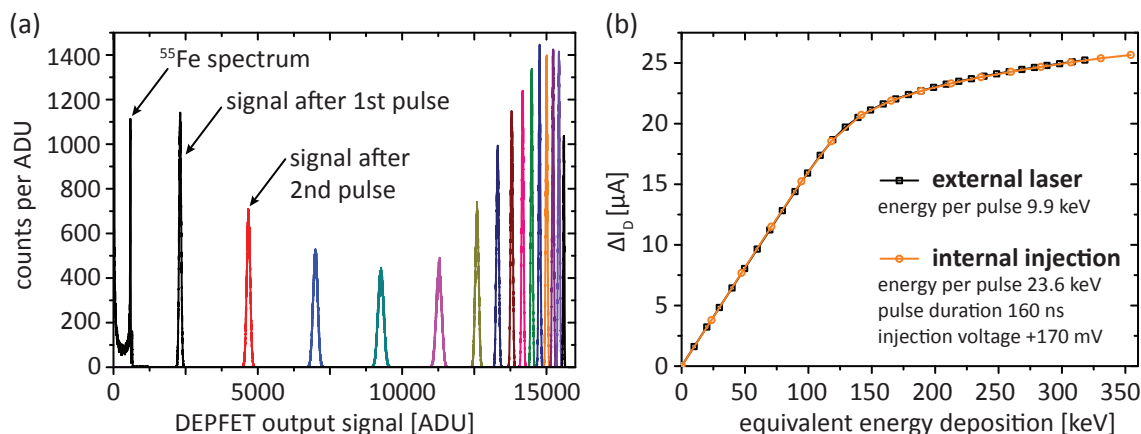 (a)
1400
1200
1000
800
600
400
200
0
counts per ADU
⁵⁵Fe spectrum
signal after 1st pulse
signal after
2nd pulse
0
5000
10000
15000
DEPFET output signal [ADU]
(b)
25
20
15
10
5
0
ΔI_D [µA]
external laser
energy per pulse 9.9 keV
internal injection
energy per pulse 23.6 keV
pulse duration 160 ns
injection voltage +170 mV
0
50
100
150
200
250
300
350
equivalent energy deposition [keV]